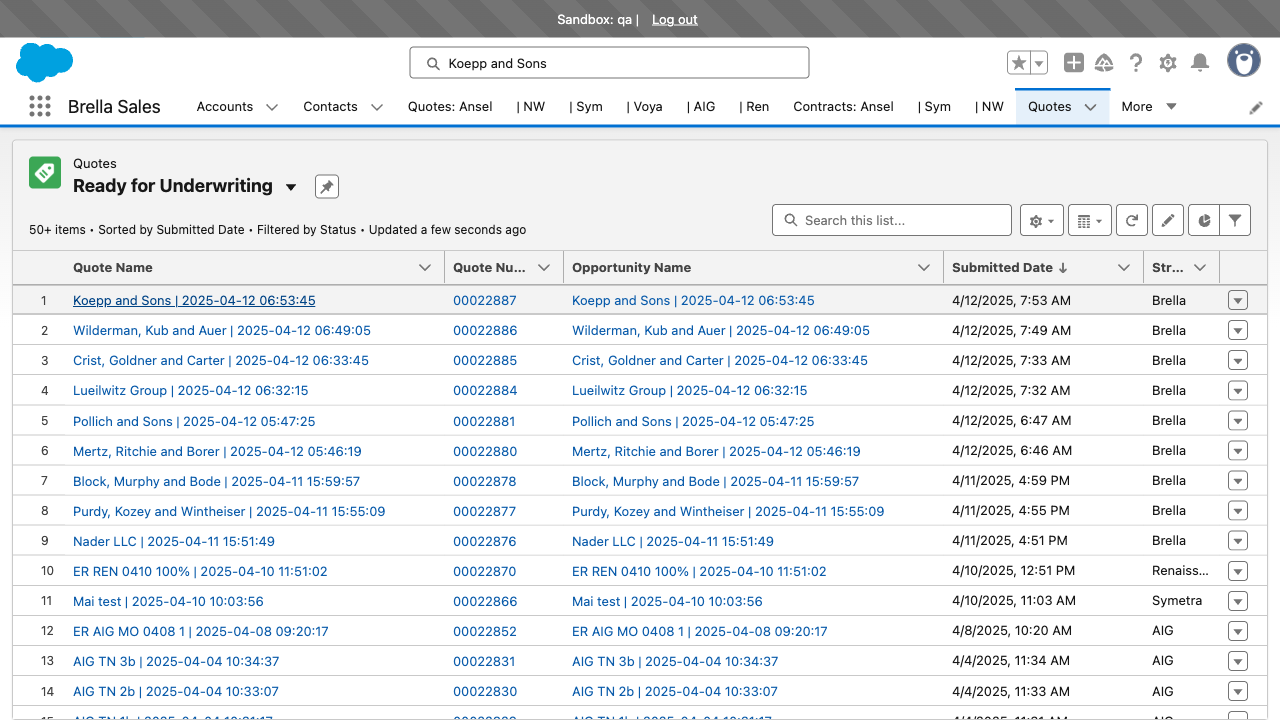 Sandbox: qa | Log out
Koepp and Sons
Brella Sales Accounts Contacts Quotes: Ansel | NW | Sym | Voya | AIG | Ren Contracts: Ansel | Sym | NW Quotes More
Quotes
Ready for Underwriting
50+ items • Sorted by Submitted Date • Filtered by Status • Updated a few seconds ago
Search this list...
Quote Name Quote Nu... Opportunity Name Submitted Date Str...
1 Koepp and Sons | 2025-04-12 06:53:45 00022887 Koepp and Sons | 2025-04-12 06:53:45 4/12/2025, 7:53 AM Brella
2 Wilderman, Kub and Auer | 2025-04-12 06:49:05 00022886 Wilderman, Kub and Auer | 2025-04-12 06:49:05 4/12/2025, 7:49 AM Brella
3 Crist, Goldner and Carter | 2025-04-12 06:33:45 00022885 Crist, Goldner and Carter | 2025-04-12 06:33:45 4/12/2025, 7:33 AM Brella
4 Lueilwitz Group | 2025-04-12 06:32:15 00022884 Lueilwitz Group | 2025-04-12 06:32:15 4/12/2025, 7:32 AM Brella
5 Pollich and Sons | 2025-04-12 05:47:25 00022881 Pollich and Sons | 2025-04-12 05:47:25 4/12/2025, 6:47 AM Brella
6 Mertz, Ritchie and Borer | 2025-04-12 05:46:19 00022880 Mertz, Ritchie and Borer | 2025-04-12 05:46:19 4/12/2025, 6:46 AM Brella
7 Block, Murphy and Bode | 2025-04-11 15:59:57 00022878 Block, Murphy and Bode | 2025-04-11 15:59:57 4/11/2025, 4:59 PM Brella
8 Purdy, Kozey and Wintheiser | 2025-04-11 15:55:09 00022877 Purdy, Kozey and Wintheiser | 2025-04-11 15:55:09 4/11/2025, 4:55 PM Brella
9 Nader LLC | 2025-04-11 15:51:49 00022876 Nader LLC | 2025-04-11 15:51:49 4/11/2025, 4:51 PM Brella
10 ER REN 0410 100% | 2025-04-10 11:51:02 00022870 ER REN 0410 100% | 2025-04-10 11:51:02 4/10/2025, 12:51 PM Renaiss...
11 Mai test | 2025-04-10 10:03:56 00022866 Mai test | 2025-04-10 10:03:56 4/10/2025, 11:03 AM Symetra
12 ER AIG MO 0408 1 | 2025-04-08 09:20:17 00022852 ER AIG MO 0408 1 | 2025-04-08 09:20:17 4/8/2025, 10:20 AM AIG
13 AIG TN 3b | 2025-04-04 10:34:37 00022831 AIG TN 3b | 2025-04-04 10:34:37 4/4/2025, 11:34 AM AIG
14 AIG TN 2b | 2025-04-04 10:33:07 00022830 AIG TN 2b | 2025-04-04 10:33:07 4/4/2025, 11:33 AM AIG